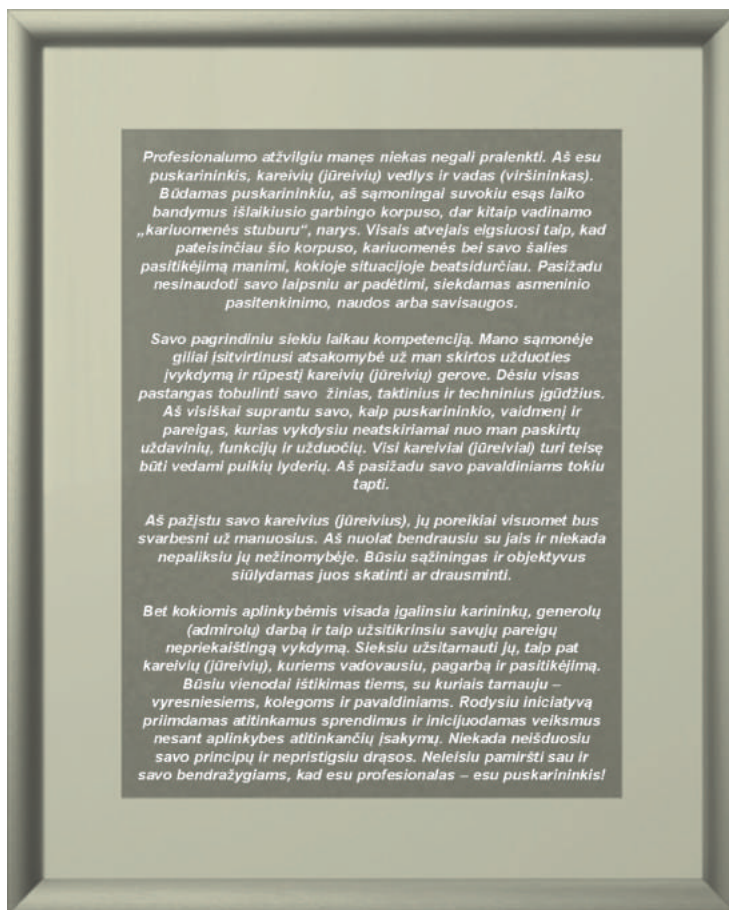 Profesionalumo atžvilgiu manęs niekas negali pralenkti. Aš esu
puskarininkis, kareivių (jūreivių) vedlys ir vadas (viršininkas).
Būdamas puskarininkiu, aš sąmoningai suvokiu esąs laiko
bandymus išlaikiusio garbingo korpuso, dar kitaip vadinamo
„kariuomenės stuburu“, narys. Visais atvejais elgsiuosi taip, kad
pateisinčiau šio korpuso, kariuomenės bei savo šalies
pasitikėjimą manimi, kokioje situacijoje beatsidurčiau. Pasižadu
nesinaudoti savo laipsniu ar padėtimi, siekdamas asmeninio
pasitenkinimo, naudos arba savisaugos.

Savo pagrindiniu siekiu laikau kompetenciją. Mano sąmonėje
giliai įsitvirtinusi atsakomybė už man skirtos užduoties
įvykdymą ir rūpestį kareivių (jūreivių) gerove. Dėsiu visas
pastangas tobulinti savo žinias, taktinius ir techninius įgūdžius.
Aš visiškai suprantu savo, kaip puskarininkio, vaidmenį ir
pareigas, kurias vykdysiu neatskiriamai nuo man paskirtų
uždavinių, funkcijų ir užduočių. Visi kareiviai (jūreiviai) turi teisę
būti vedami puikių lyderių. Aš pasižadu savo pavaldiniams tokiu
tapti.

Aš pažįstu savo kareivius (jūreivius), jų poreikiai visuomet bus
svarbesni už manuosius. Aš nuolat bendrausiu su jais ir niekada
nepaliksiu jų nežinomybėje. Būsiu sąžiningas ir objektyvus
siūlydamas juos skatinti ar drausminti.

Bet kokiomis aplinkybėmis visada įgalinsiu karininkų, generolų
(admirolų) darbą ir taip užsitikrinsiu savųjų pareigų
nepriekaištingą vykdymą. Sieksiu užsitarnauti jų, taip pat
kareivių (jūreivių), kuriems vadovausiu, pagarbą ir pasitikėjimą.
Būsiu vienodai ištikimas tiems, su kuriais tarnauju –
vyresniesiems, kolegoms ir pavaldiniams. Rodysiu iniciatyvą
priimdamas atitinkamus sprendimus ir inicijuodamas veiksmus
nesant aplinkybes atitinkančių įsakymų. Niekada neišduosiu
savo principų ir nepristigsiu drąsos. Neleisiu pamiršti sau ir
savo bendražygiams, kad esu profesionalas – esu puskarininkis!